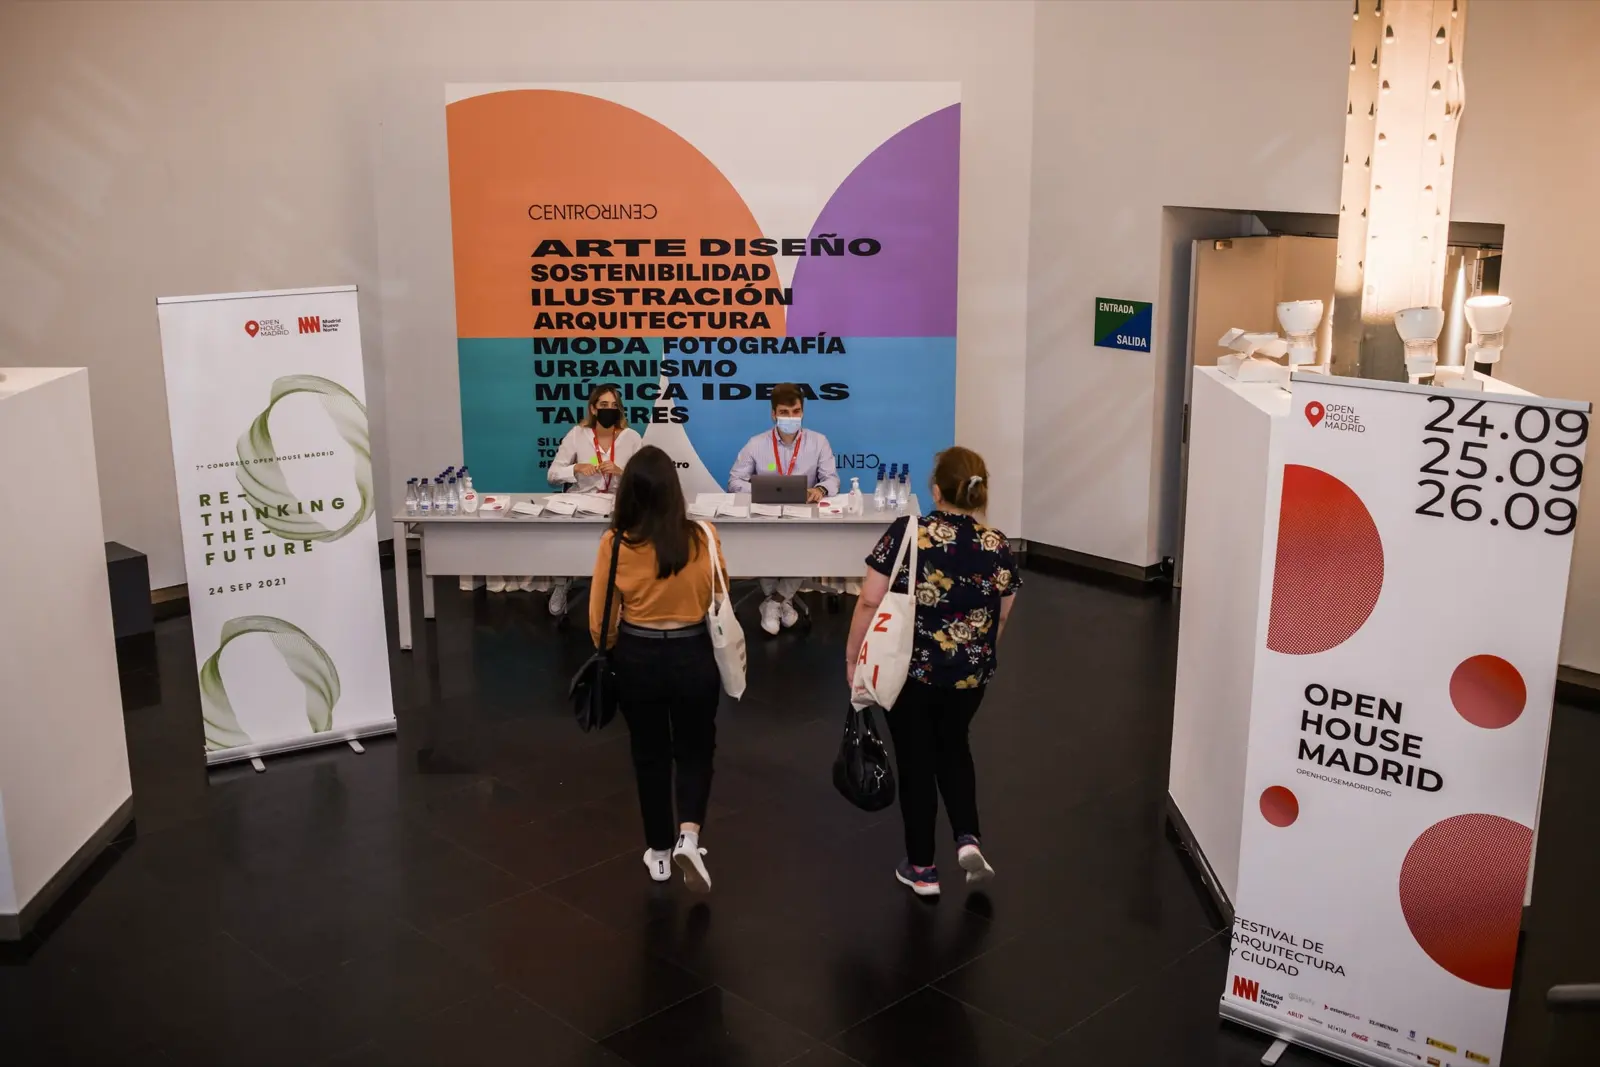 CENTROCENTRO
ARTE DISEÑO
SOSTENIBILIDAD
ILUSTRACIÓN
ARQUITECTURA
MODA FOTOGRAFÍA
URBANISMO
MÚSICA IDEAS
TALLERES
OPEN
HOUSE
MADRID
Madrid
Nuevo
Norte
7º CONGRESO OPEN HOUSE MADRID
RE-
THINKING
THE-
FUTURE
24 SEP 2021
ENTRADA
SALIDA
OPEN
HOUSE
MADRID
24.09
25.09
26.09
OPEN
HOUSE
MADRID
OPENHOUSEMADRID.ORG
FESTIVAL DE
ARQUITECTURA
Y CIUDAD
Madrid
Nuevo
Norte
ARUP